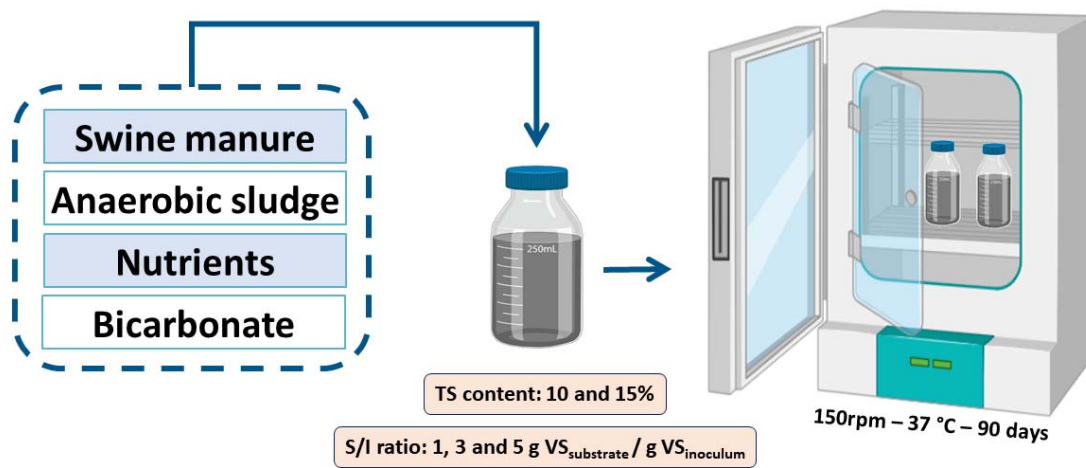 Swine manure
Anaerobic sludge
Nutrients
Bicarbonate
250mL
TS content: 10 and 15%
S/I ratio: 1, 3 and 5 g VSsubstrate / g VSinoculum
150rpm – 37 °C – 90 days